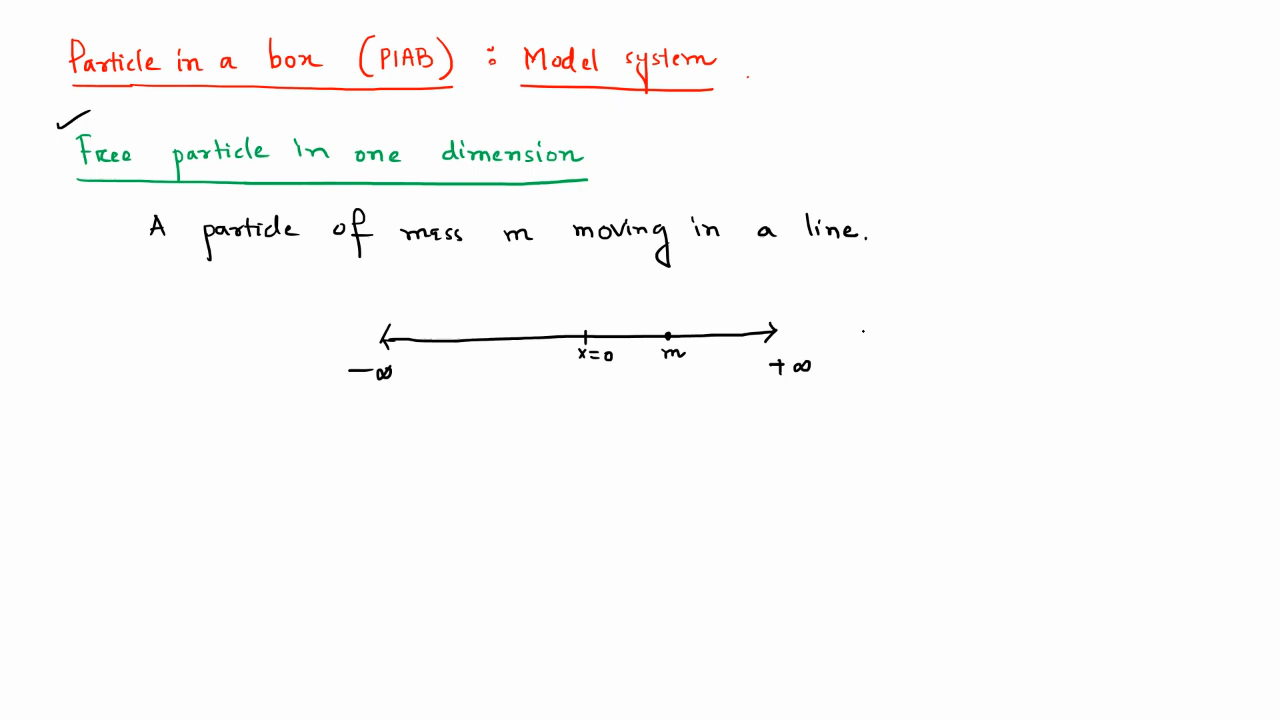 Particle in a box (PIAB) : Model system
Free particle in one dimension
A particle of mass m moving in a line.
x=0 m
-∞ +∞